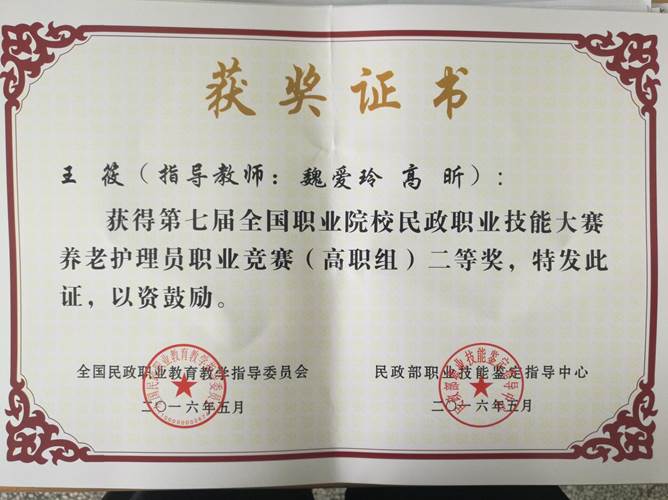 获奖证书
王 筱（指导教师：魏爱玲 高 昕）：
获得第七届全国职业院校民政职业技能大赛
养老护理员职业竞赛（高职组）二等奖，特发此
证，以资鼓励。
全国民政职业教育教学指导委员会
民政部职业技能鉴定指导中心
二〇一六年五月
二〇一六年五月